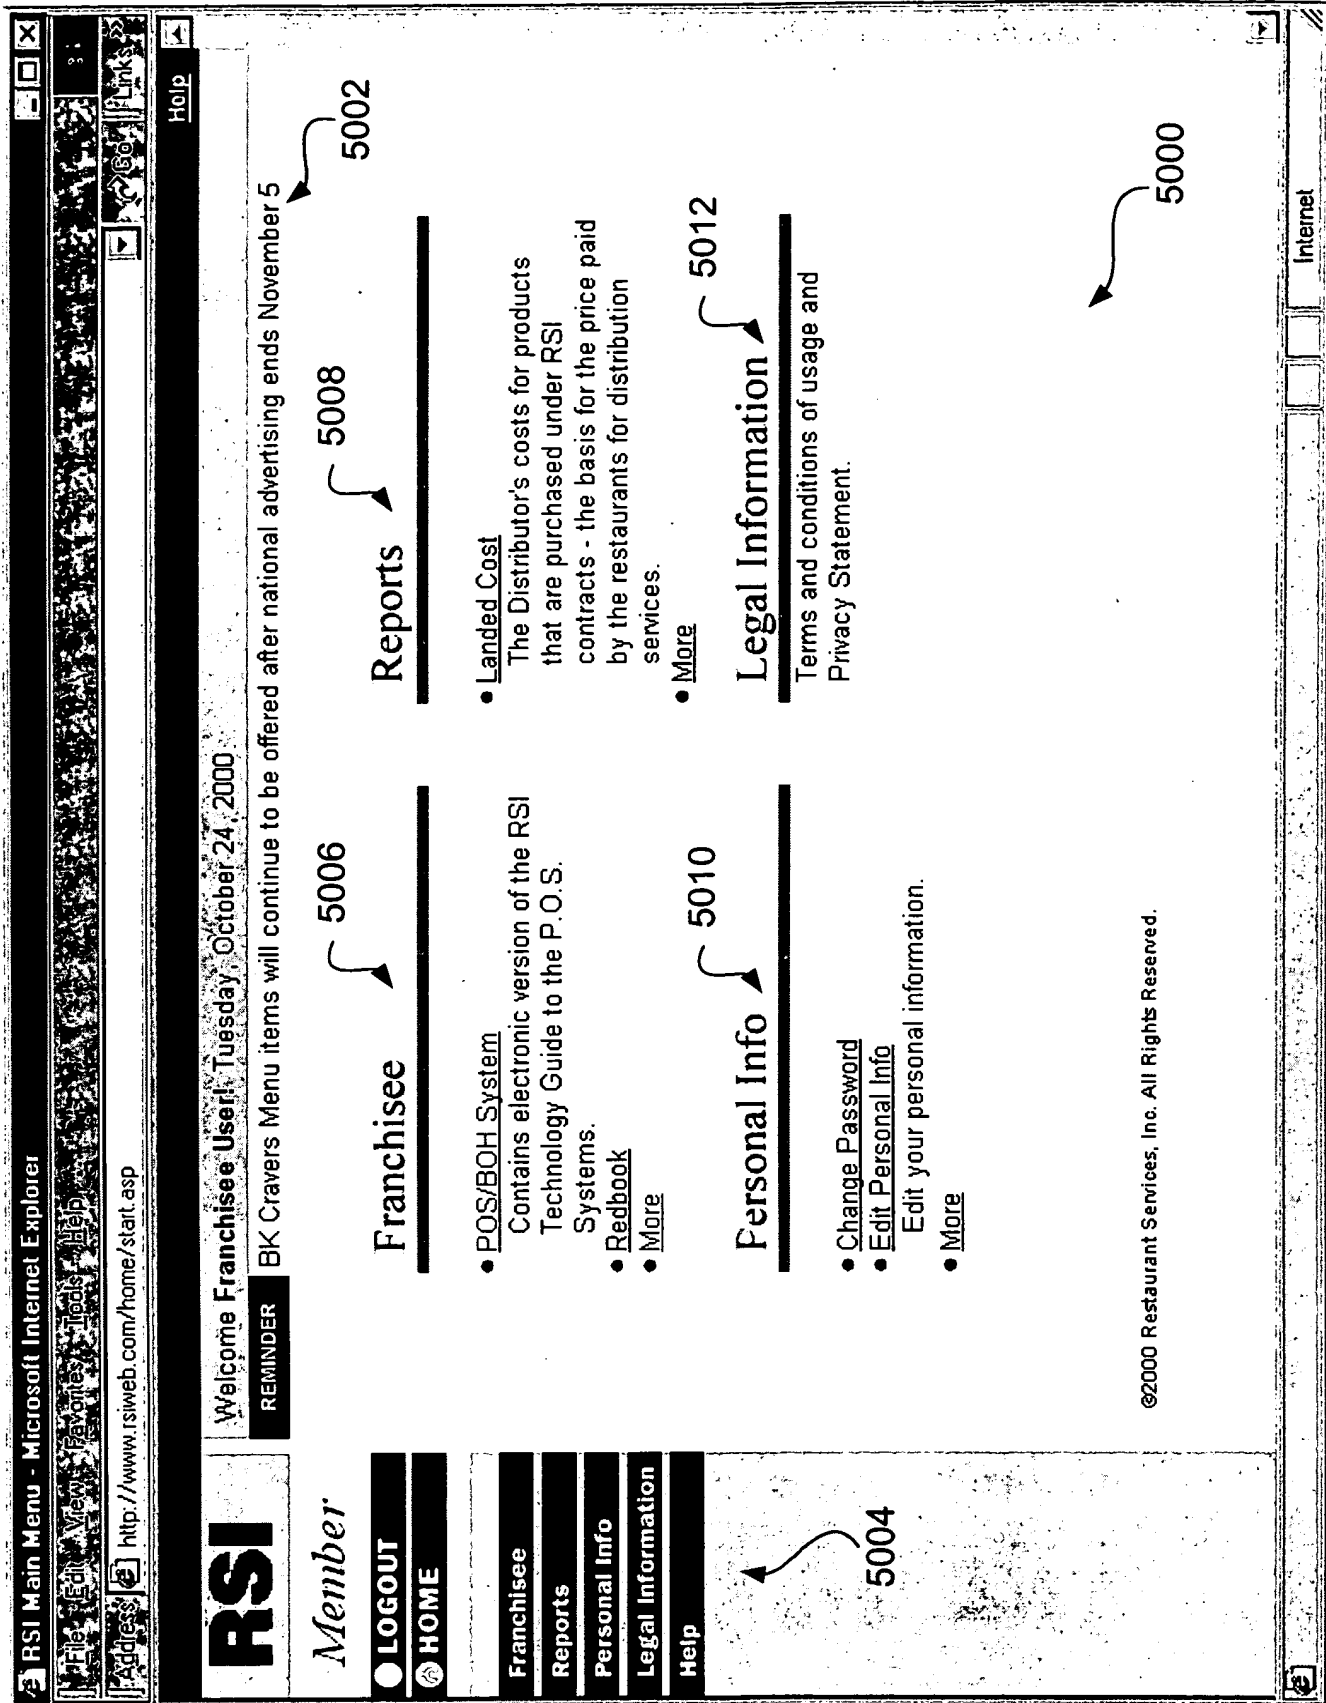 RSI Main Menu - Microsoft Internet Explorer
File Edit View Favorites Tools Help
Address http://www.rsiweb.com/home/start.asp Go Links »
Help
RSI
Welcome Franchisee User! Tuesday, October 24, 2000
REMINDER BK Cravers Menu items will continue to be offered after national advertising ends November 5
5002
Member
LOGOUT
HOME
Franchisee
Reports
Personal Info
Legal Information
Help
5004
5006
Franchisee
• POS/BOH System
Contains electronic version of the RSI
Technology Guide to the P.O.S.
Systems.
• Redbook
• More
5008
Reports
• Landed Cost
The Distributor's costs for products
that are purchased under RSI
contracts - the basis for the price paid
by the restaurants for distribution
services.
• More
5010
Personal Info
• Change Password
• Edit Personal Info
Edit your personal information.
• More
5012
Legal Information
Terms and conditions of usage and
Privacy Statement.
5000
©2000 Restaurant Services, Inc. All Rights Reserved.
Internet